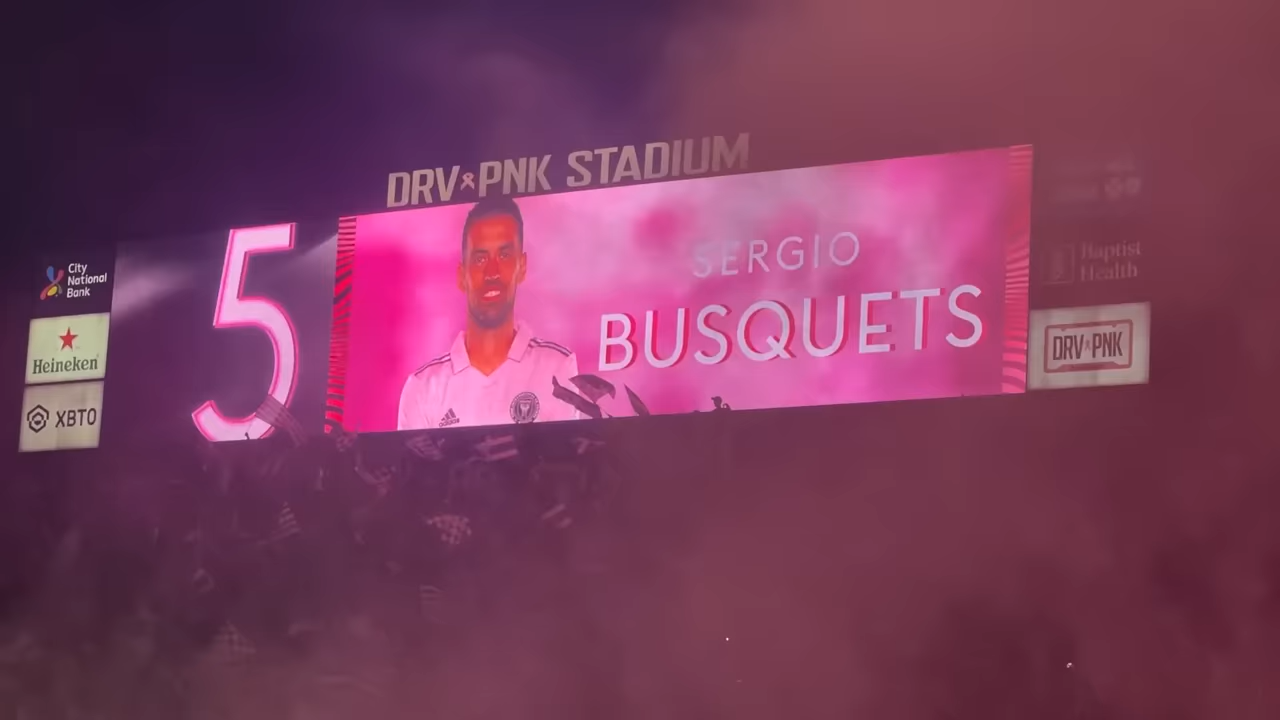 DRV PNK STADIUM
City
National
Bank
Heineken
XBTO
5
SERGIO
BUSQUETS
Baptist
Health
DRV PNK